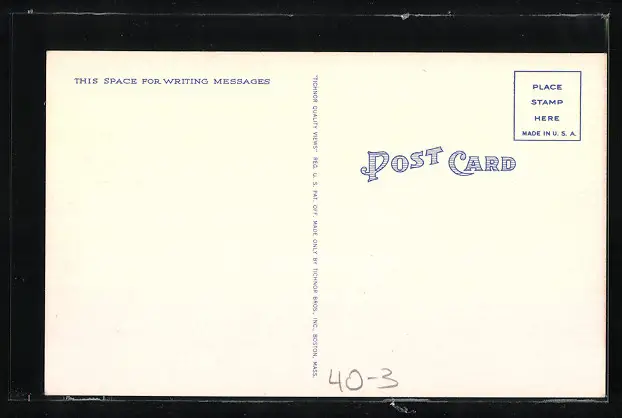 THIS SPACE FOR WRITING MESSAGES
"TICHNOR QUALITY VIEWS" REG. U. S. PAT. OFF. MADE ONLY BY TICHNOR BROS., INC., BOSTON, MASS.
POST CARD
PLACE
STAMP
HERE
MADE IN U. S. A.
40-3